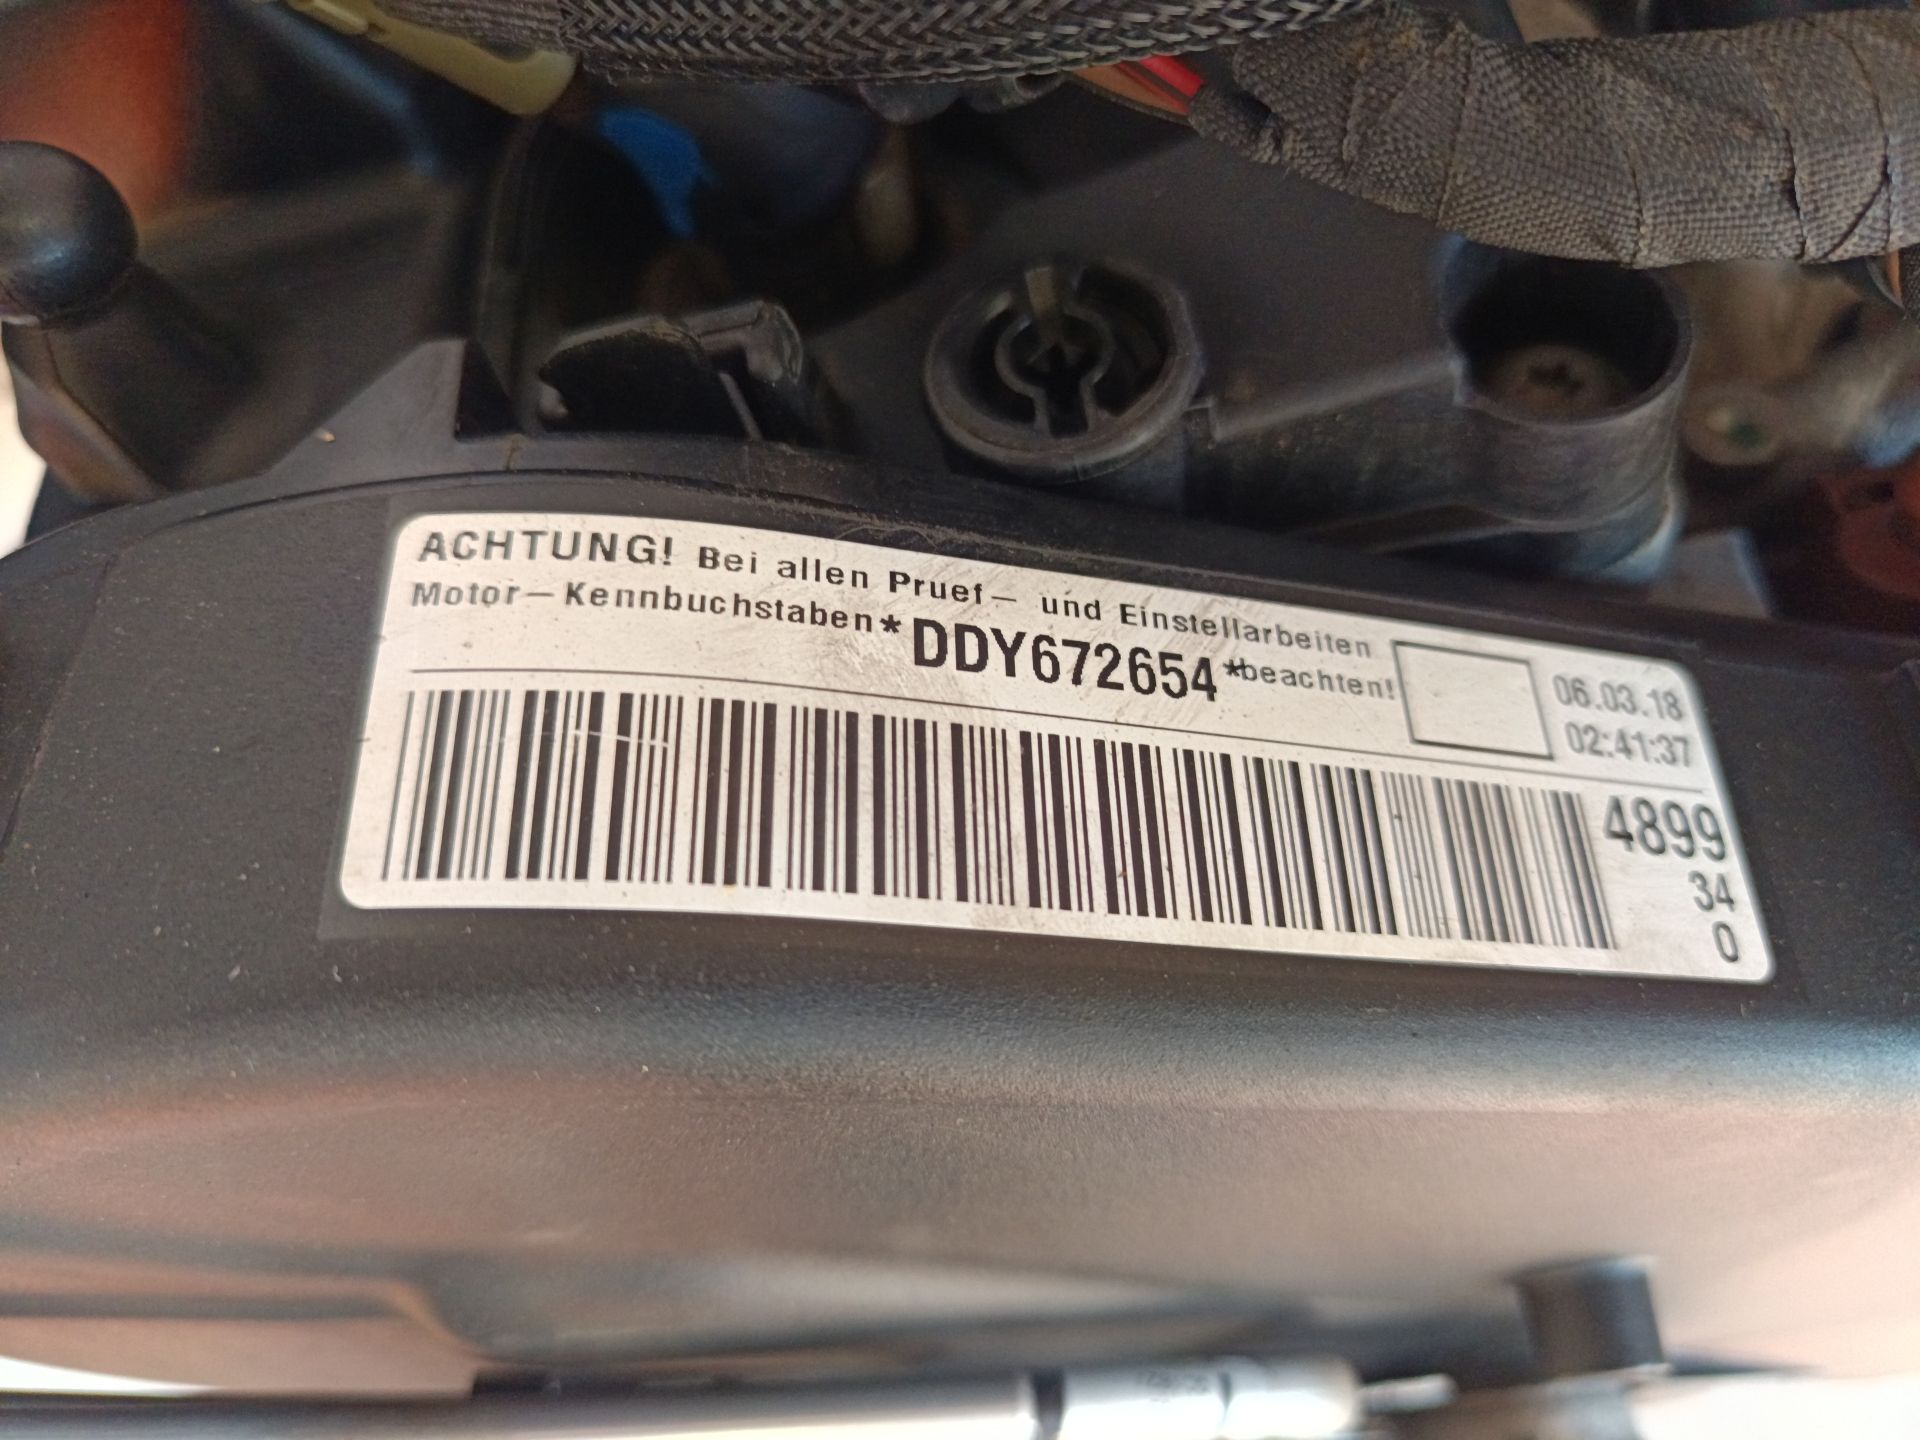 ACHTUNG! Bei allen Pruef- und Einstellarbeiten
Motor-Kennbuchstaben*DDY672654*beachten!
06.03.18
02:41:37
4899
34
0